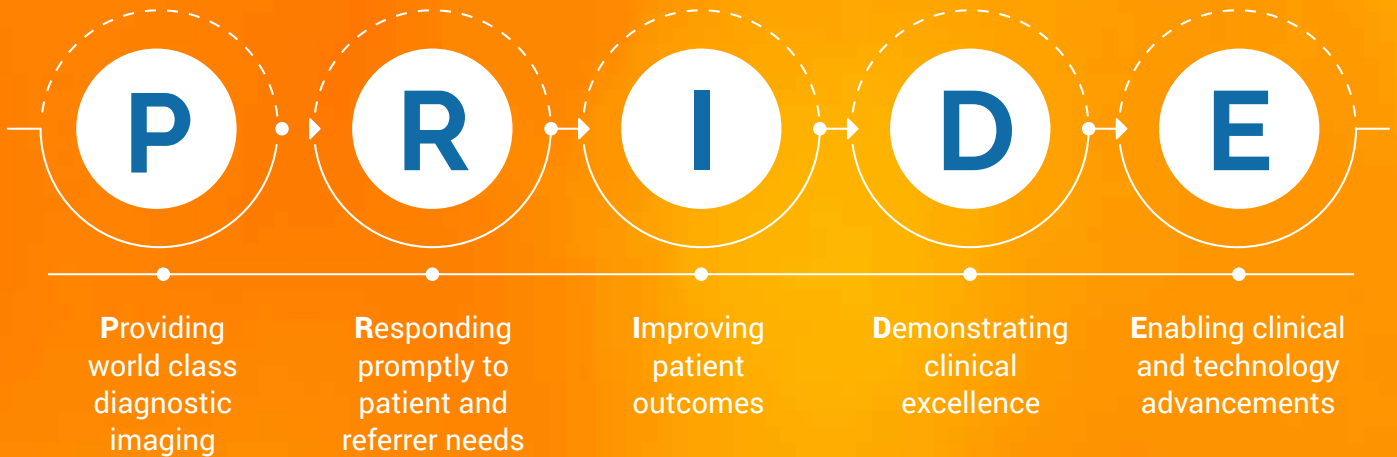 P R I D E
Providing
world class
diagnostic
imaging
Responding
promptly to
patient and
referrer needs
Improving
patient
outcomes
Demonstrating
clinical
excellence
Enabling clinical
and technology
advancements